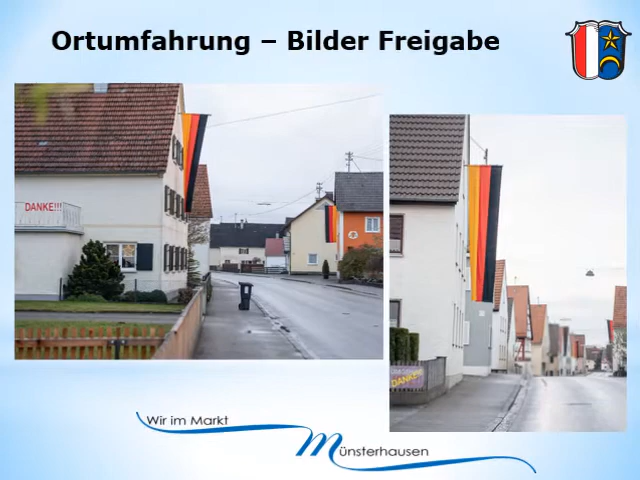 Ortumfahrung – Bilder Freigabe
DANKE!!!
DANKE!
Wir im Markt
Münsterhausen